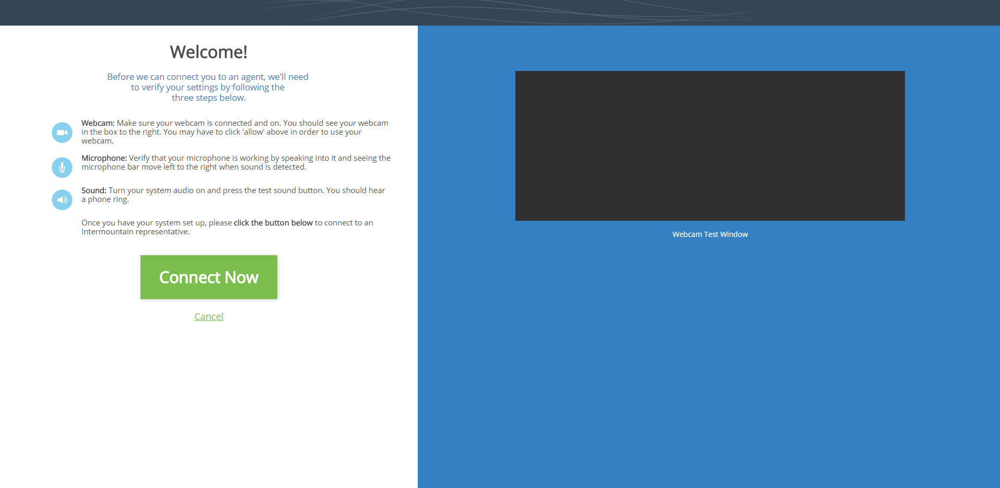 Welcome!
Before we can connect you to an agent, we'll need
to verify your settings by following the
three steps below.
Webcam: Make sure your webcam is connected and on. You should see your webcam
in the box to the right. You may have to click 'allow' above in order to use your
webcam.
Microphone: Verify that your microphone is working by speaking into it and seeing the
microphone bar move left to the right when sound is detected.
Sound: Turn your system audio on and press the test sound button. You should hear
a phone ring.
Once you have your system set up, please click the button below to connect to an
Intermountain representative.
Connect Now
Cancel
Webcam Test Window